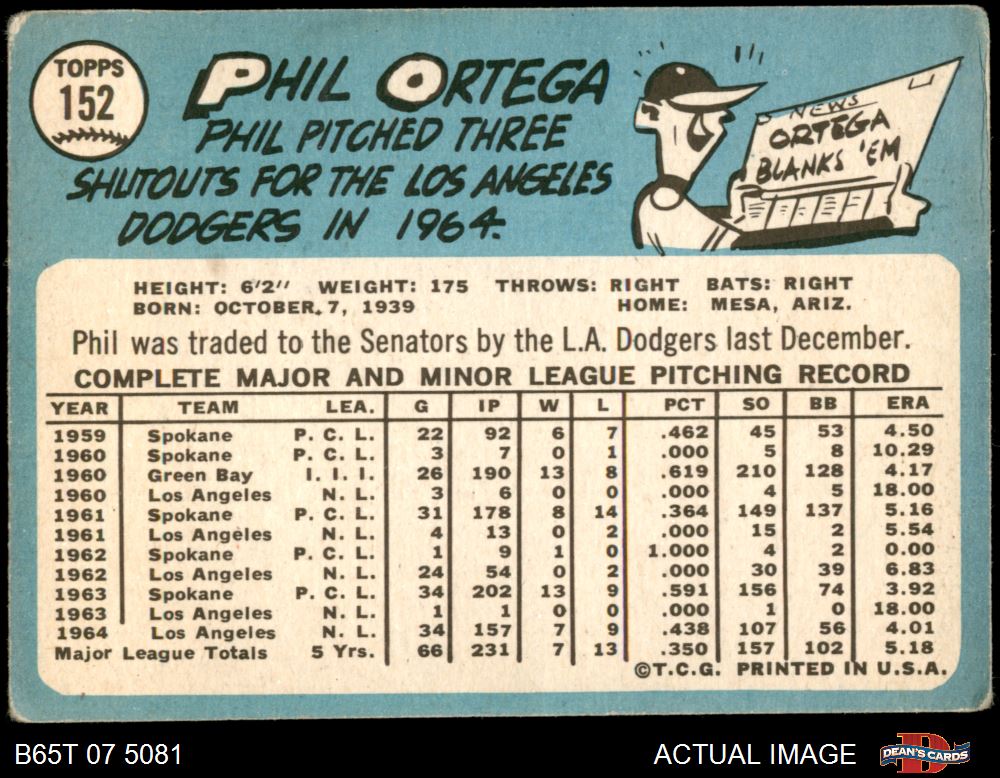 TOPPS
152
PHIL ORTEGA
PHIL PITCHED THREE
SHUTOUTS FOR THE LOS ANGELES
DODGERS IN 1964.
NEWS
ORTEGA
BLANKS 'EM
HEIGHT: 6'2" WEIGHT: 175 THROWS: RIGHT BATS: RIGHT
BORN: OCTOBER 7, 1939 HOME: MESA, ARIZ.
Phil was traded to the Senators by the L.A. Dodgers last December.
COMPLETE MAJOR AND MINOR LEAGUE PITCHING RECORD
YEAR TEAM LEA. G IP W L PCT SO BB ERA
1959 Spokane P. C. L. 22 92 6 7 .462 45 53 4.50
1960 Spokane P. C. L. 3 7 0 1 .000 5 8 10.29
1960 Green Bay I. I. I. 26 190 13 8 .619 210 128 4.17
1960 Los Angeles N. L. 3 6 0 0 .000 4 5 18.00
1961 Spokane P. C. L. 31 178 8 14 .364 149 137 5.16
1961 Los Angeles N. L. 4 13 0 2 .000 15 2 5.54
1962 Spokane P. C. L. 1 9 1 0 1.000 4 2 0.00
1962 Los Angeles N. L. 24 54 0 2 .000 30 39 6.83
1963 Spokane P. C. L. 34 202 13 9 .591 156 74 3.92
1963 Los Angeles N. L. 1 1 0 0 .000 1 0 18.00
1964 Los Angeles N. L. 34 157 7 9 .438 107 56 4.01
Major League Totals 5 Yrs. 66 231 7 13 .350 157 102 5.18
©T.C.G. PRINTED IN U.S.A.
B65T 07 5081 ACTUAL IMAGE DEAN'S CARDS